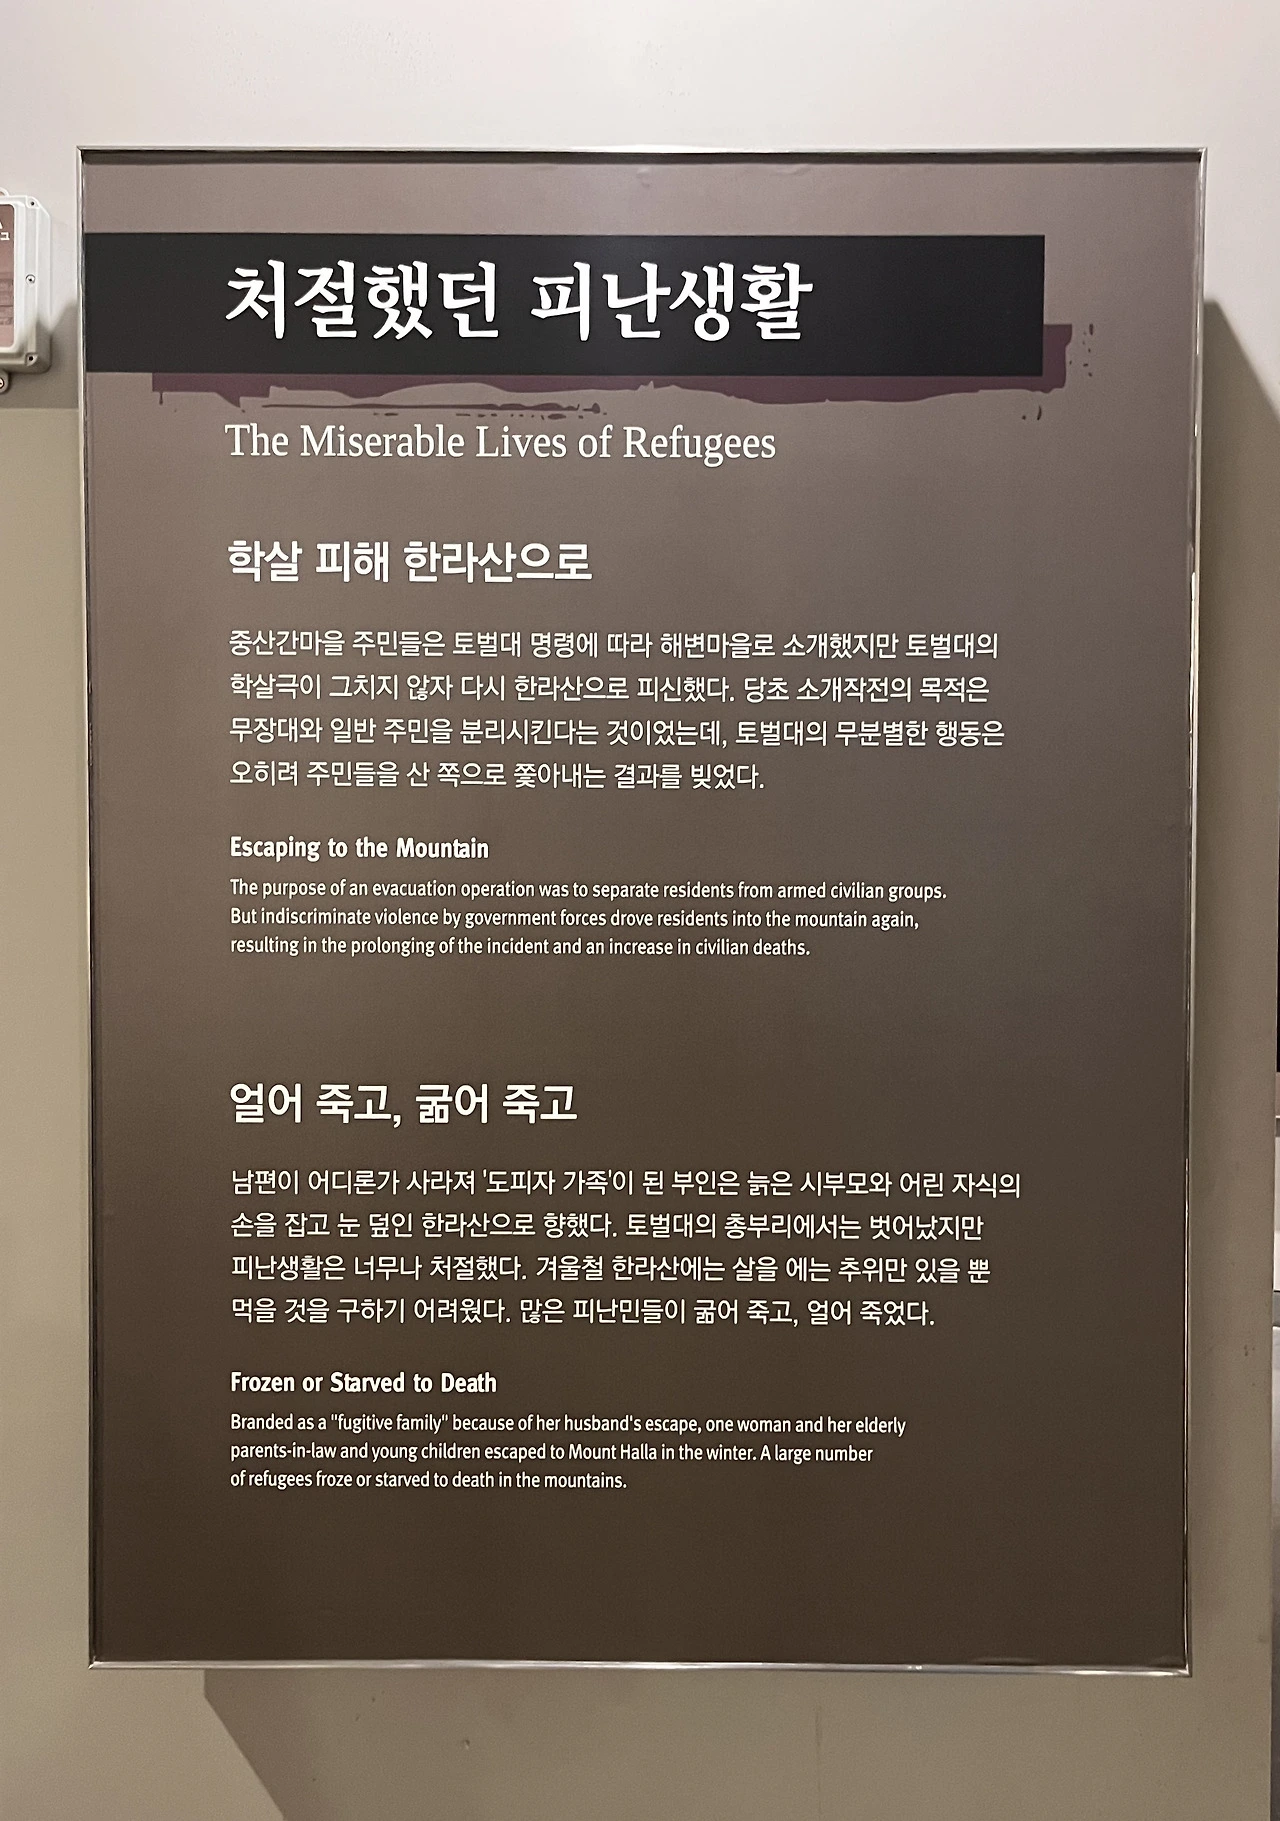 처절했던 피난생활
The Miserable Lives of Refugees
학살 피해 한라산으로
중산간마을 주민들은 토벌대 명령에 따라 해변마을로 소개했지만 토벌대의
학살극이 그치지 않자 다시 한라산으로 피신했다. 당초 소개작전의 목적은
무장대와 일반 주민을 분리시킨다는 것이었는데, 토벌대의 무분별한 행동은
오히려 주민들을 산 쪽으로 쫓아내는 결과를 빚었다.
Escaping to the Mountain
The purpose of an evacuation operation was to separate residents from armed civilian groups.
But indiscriminate violence by government forces drove residents into the mountain again,
resulting in the prolonging of the incident and an increase in civilian deaths.
얼어 죽고, 굶어 죽고
남편이 어디론가 사라져 '도피자 가족'이 된 부인은 늙은 시부모와 어린 자식의
손을 잡고 눈 덮인 한라산으로 향했다. 토벌대의 총부리에서는 벗어났지만
피난생활은 너무나 처절했다. 겨울철 한라산에는 살을 에는 추위만 있을 뿐
먹을 것을 구하기 어려웠다. 많은 피난민들이 굶어 죽고, 얼어 죽었다.
Frozen or Starved to Death
Branded as a "fugitive family" because of her husband's escape, one woman and her elderly
parents-in-law and young children escaped to Mount Halla in the winter. A large number
of refugees froze or starved to death in the mountains.